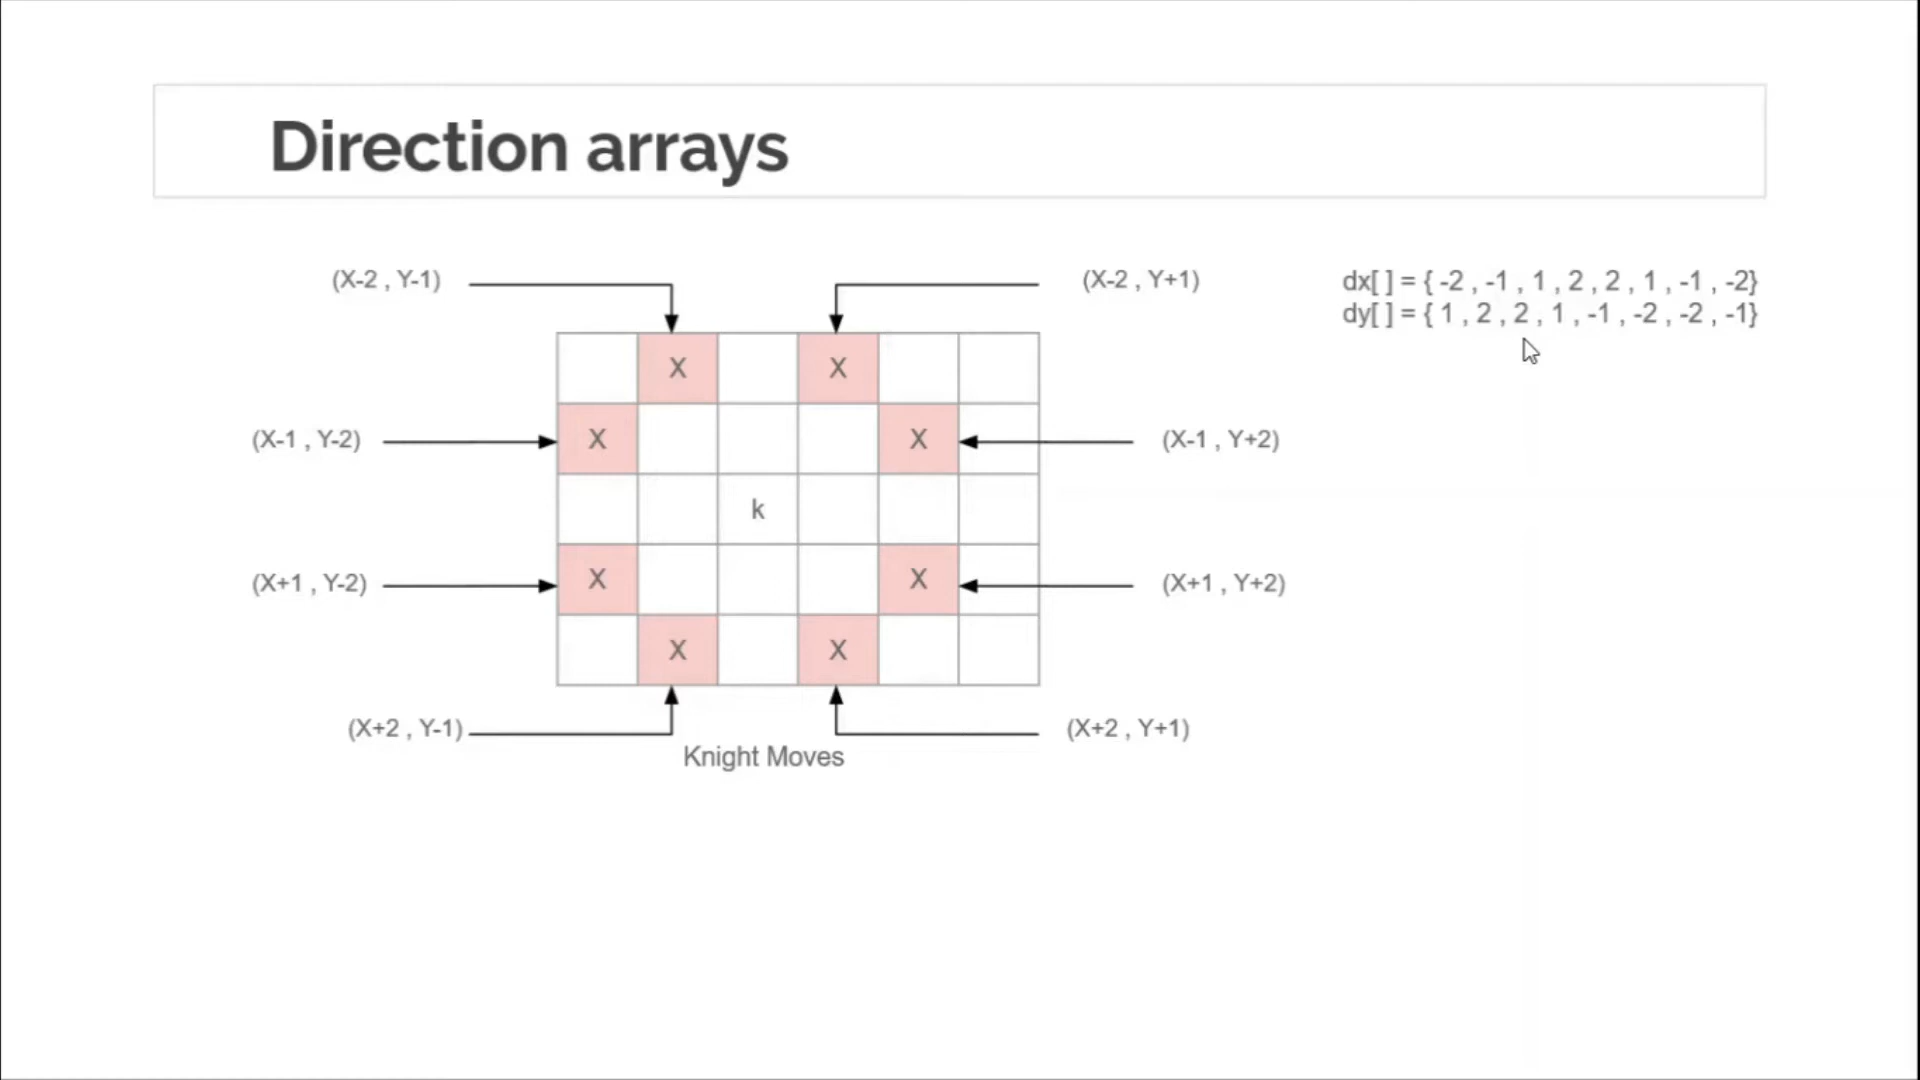 Direction arrays
(X-2 , Y-1)
(X-2 , Y+1)
dx[ ] = { -2 , -1 , 1 , 2 , 2 , 1 , -1 , -2}
dy[ ] = { 1 , 2 , 2 , 1 , -1 , -2 , -2 , -1}
X X
(X-1 , Y-2)
X X
(X-1 , Y+2)
k
(X+1 , Y-2)
X X
(X+1 , Y+2)
X X
(X+2 , Y-1)
(X+2 , Y+1)
Knight Moves